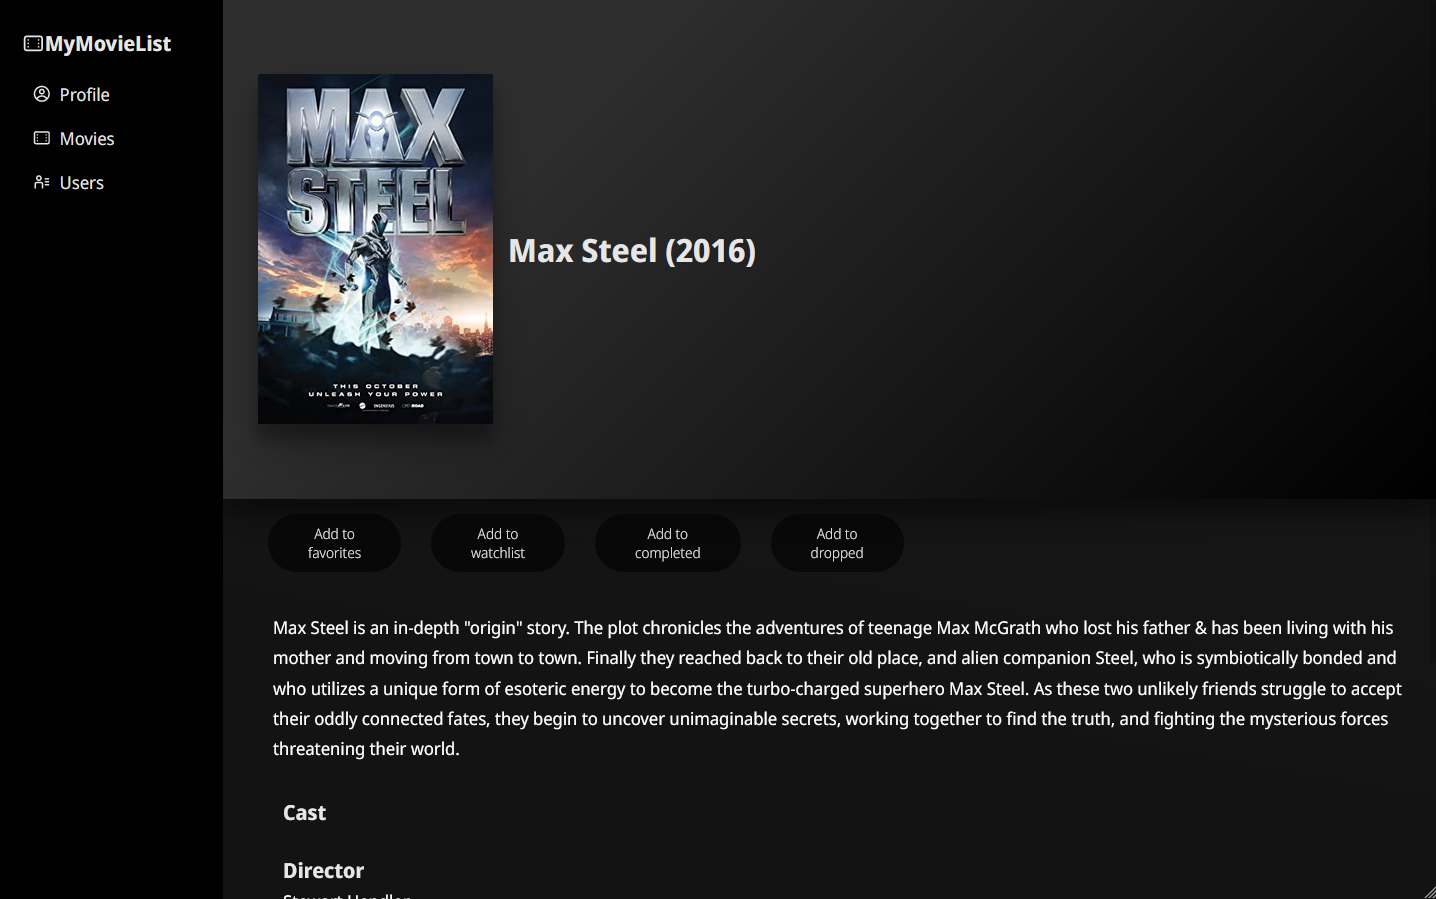 MyMovieList
Profile
Movies
Users
MAX
STEEL
THIS OCTOBER
UNLEASH YOUR POWER
Max Steel (2016)
Add to
favorites
Add to
watchlist
Add to
completed
Add to
dropped
Max Steel is an in-depth "origin" story. The plot chronicles the adventures of teenage Max McGrath who lost his father & has been living with his
mother and moving from town to town. Finally they reached back to their old place, and alien companion Steel, who is symbiotically bonded and
who utilizes a unique form of esoteric energy to become the turbo-charged superhero Max Steel. As these two unlikely friends struggle to accept
their oddly connected fates, they begin to uncover unimaginable secrets, working together to find the truth, and fighting the mysterious forces
threatening their world.
Cast
Director